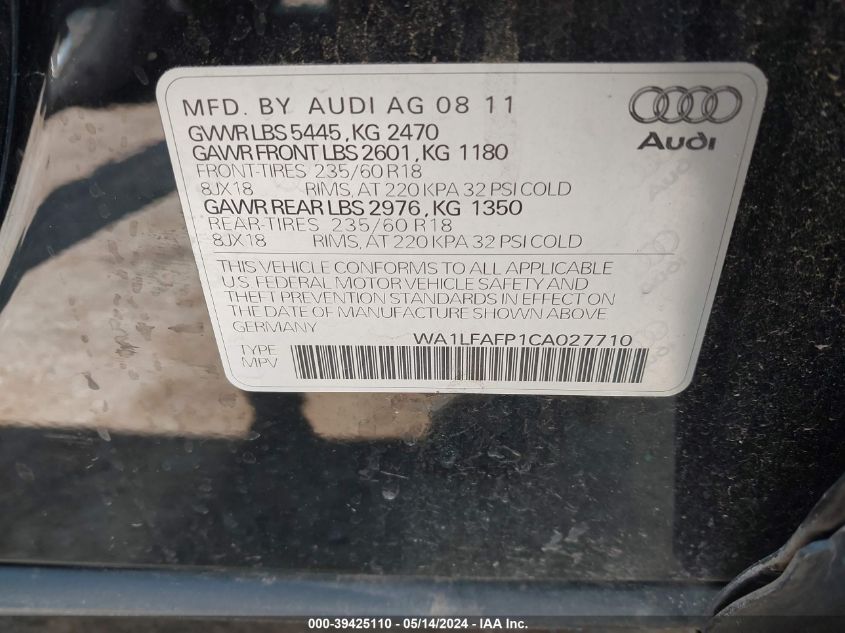 MFD. BY AUDI AG 08 11
GVWR LBS 5445, KG 2470
GAWR FRONT LBS 2601, KG 1180
FRONT-TIRES 235/60 R18
8JX18 RIMS, AT 220 KPA 32 PSI COLD
GAWR REAR LBS 2976, KG 1350
REAR-TIRES 235/60 R18
8JX18 RIMS, AT 220 KPA 32 PSI COLD
Audi
THIS VEHICLE CONFORMS TO ALL APPLICABLE
U.S. FEDERAL MOTOR VEHICLE SAFETY AND
THEFT PREVENTION STANDARDS IN EFFECT ON
THE DATE OF MANUFACTURE SHOWN ABOVE
GERMANY WA1LFAFP1CA027710
TYPE
MPV
000-39425110 - 05/14/2024 - IAA Inc.